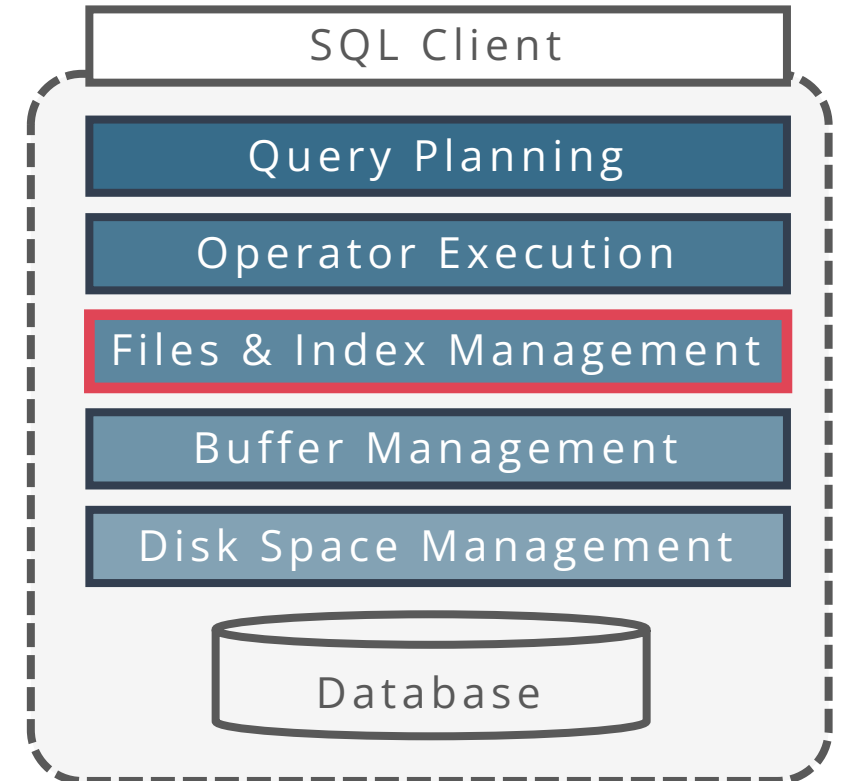 SQL Client
Query Planning
Operator Execution
Files & Index Management
Buffer Management
Disk Space Management
Database